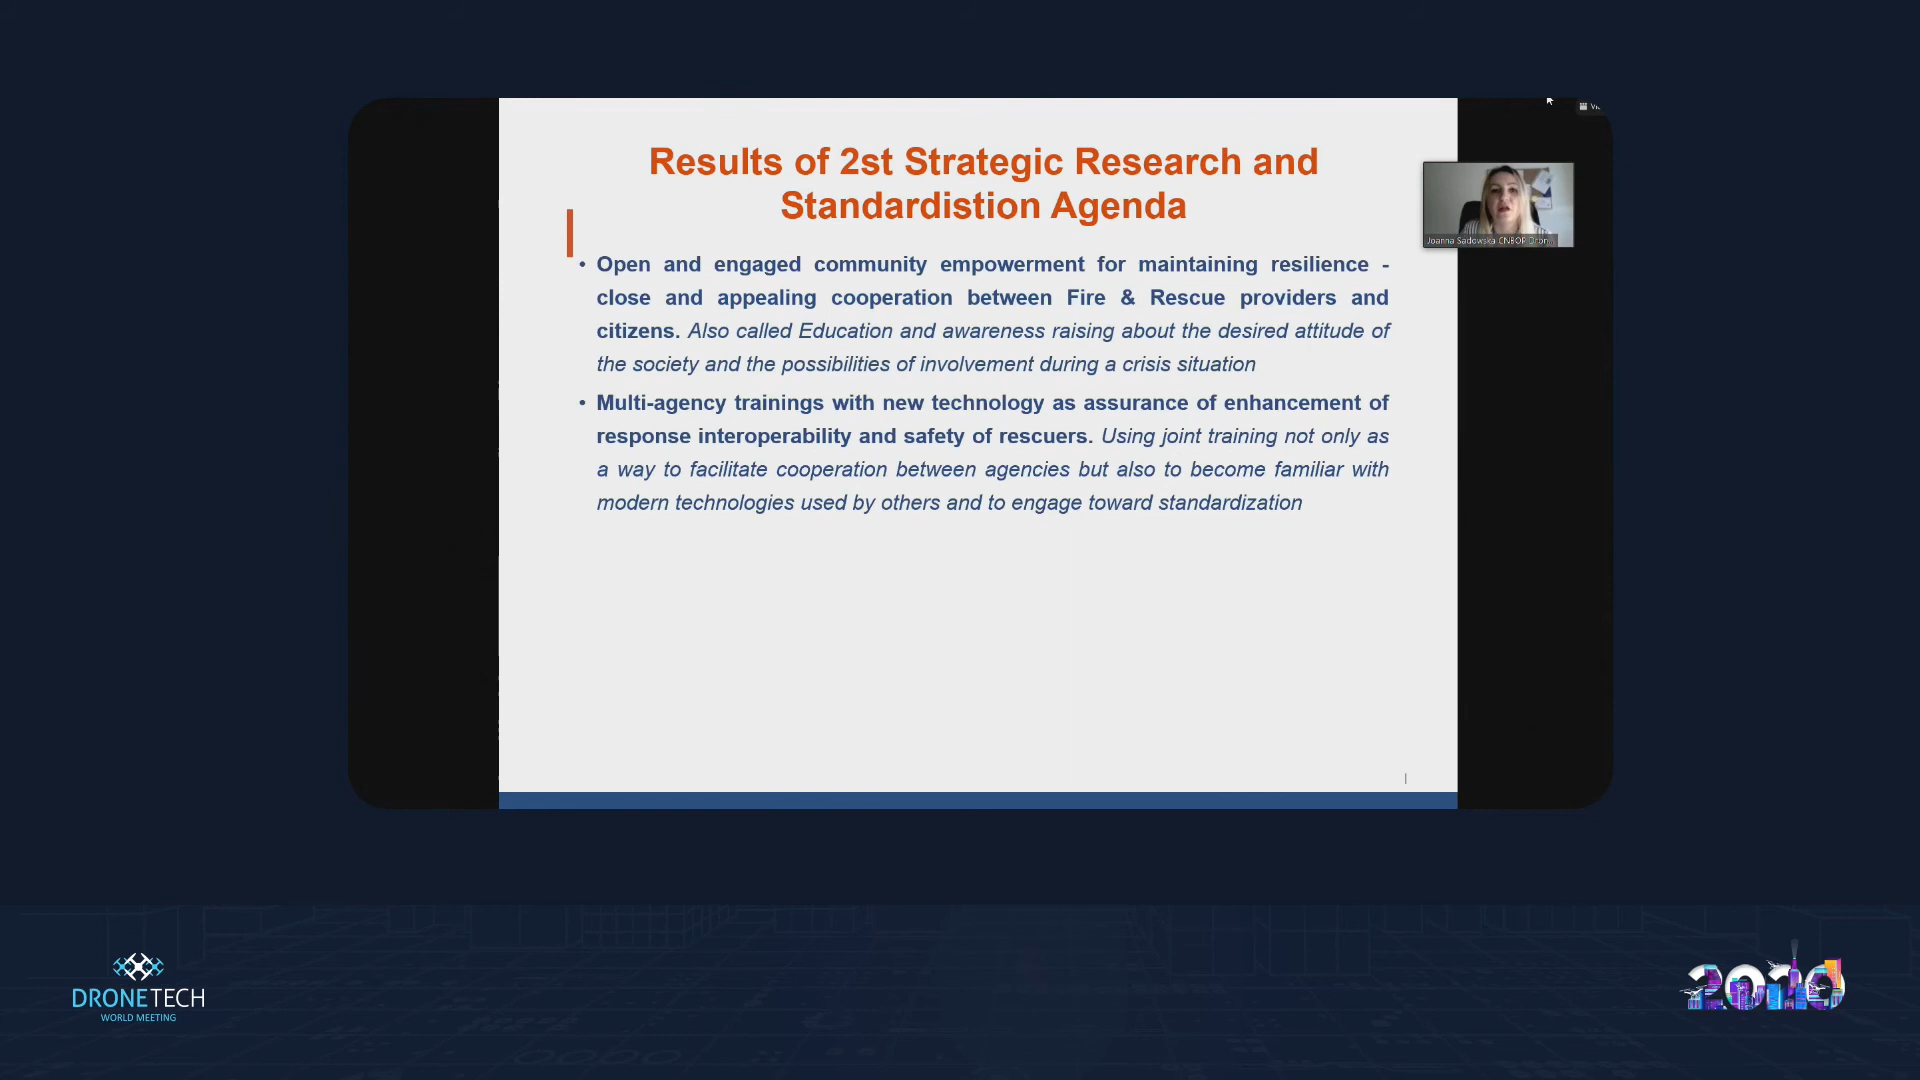 Results of 2st Strategic Research and
Standardistion Agenda
• Open and engaged community empowerment for maintaining resilience -
close and appealing cooperation between Fire & Rescue providers and
citizens. Also called Education and awareness raising about the desired attitude of
the society and the possibilities of involvement during a crisis situation
• Multi-agency trainings with new technology as assurance of enhancement of
response interoperability and safety of rescuers. Using joint training not only as
a way to facilitate cooperation between agencies but also to become familiar with
modern technologies used by others and to engage toward standardization
Joanna Sadowska CNBOP Dron...
DRONETECH
WORLD MEETING
2020